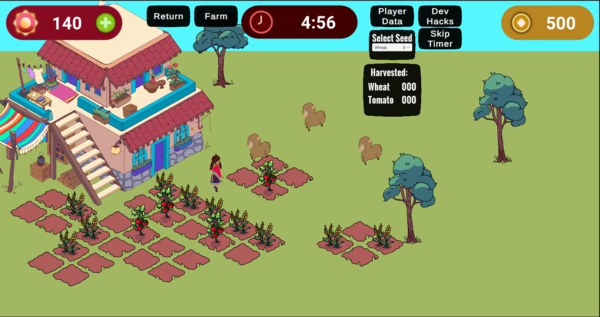 140
Return
Farm
4:56
Player
Data
Dev
Hacks
Select Seed
Wheat
Skip
Timer
500
Harvested:
Wheat 000
Tomato 000